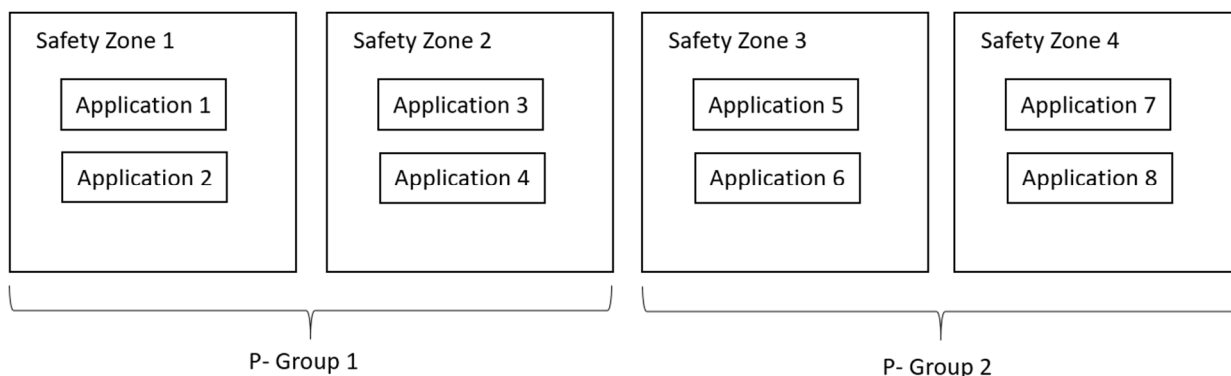 Safety Zone 1
Application 1
Application 2
Safety Zone 2
Application 3
Application 4
Safety Zone 3
Application 5
Application 6
Safety Zone 4
Application 7
Application 8
P- Group 1
P- Group 2